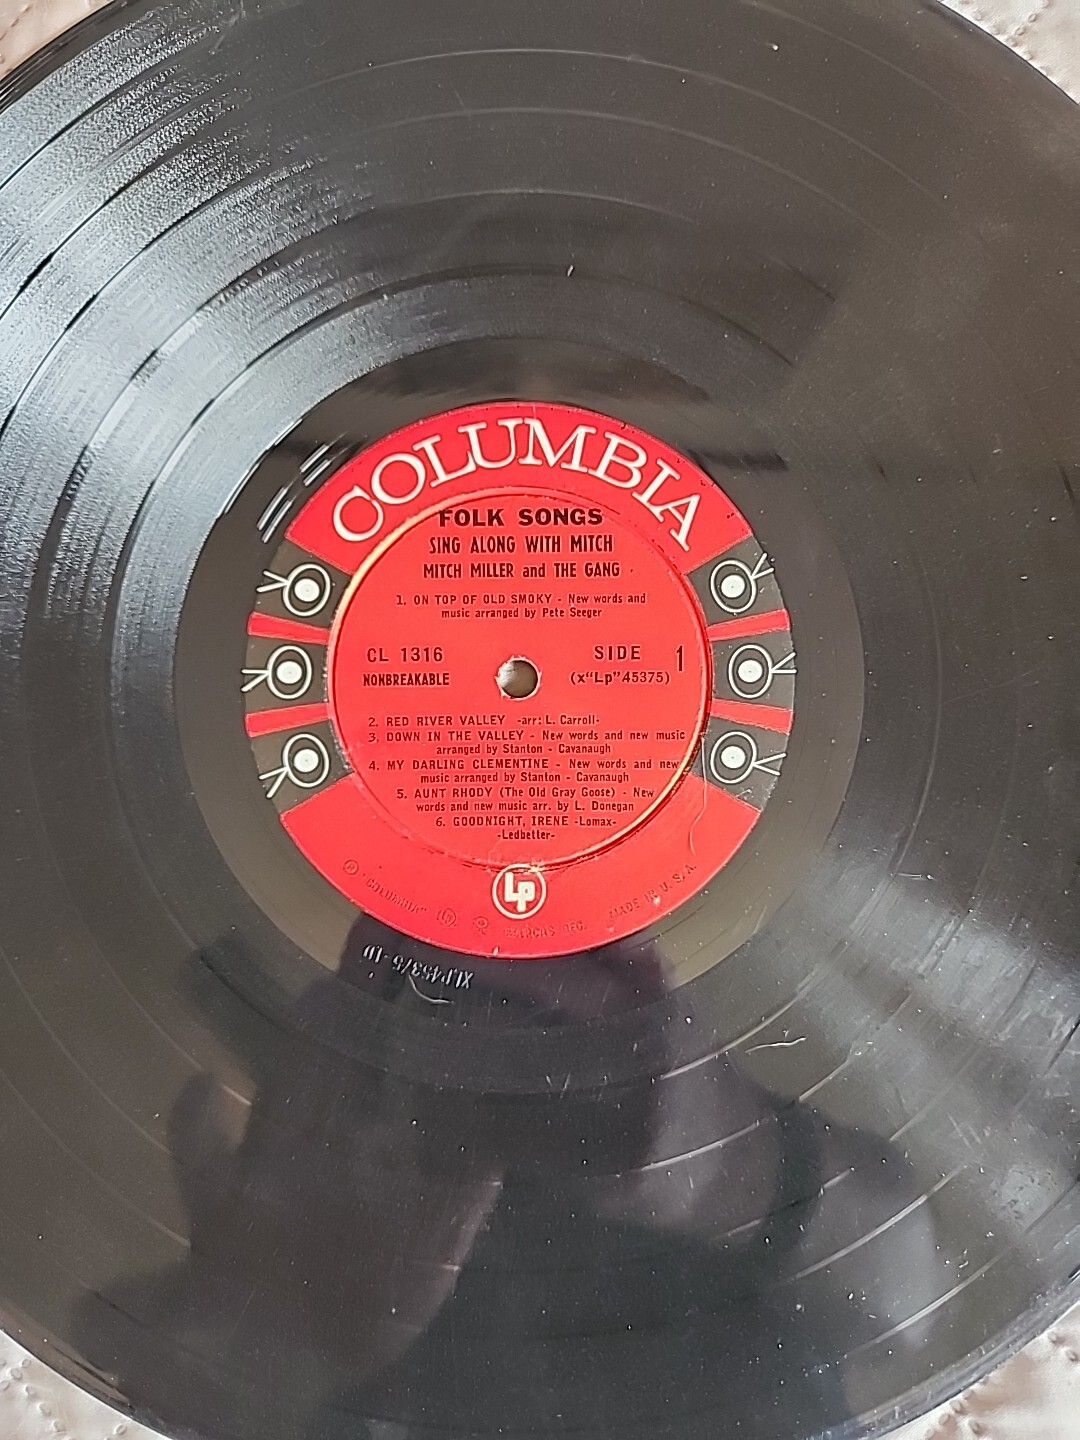 COLUMBIA
FOLK SONGS
SING ALONG WITH MITCH
MITCH MILLER and THE GANG
1. ON TOP OF OLD SMOKY - New words and
music arranged by Pete Seeger
CL 1316
NONBREAKABLE
SIDE 1
(x"Lp"45375)
2. RED RIVER VALLEY -arr: L. Carroll-
3. DOWN IN THE VALLEY - New words and new music
arranged by Stanton - Cavanaugh
4. MY DARLING CLEMENTINE - New words and new
music arranged by Stanton - Cavanaugh
5. AUNT RHODY (The Old Gray Goose) - New
words and new music arr. by L. Donegan
6. GOODNIGHT, IRENE -Lomax-
-Ledbetter-
Lp
® "COLUMBIA" MARCAS REG. MADE IN U. S. A.
XLP45375-1D